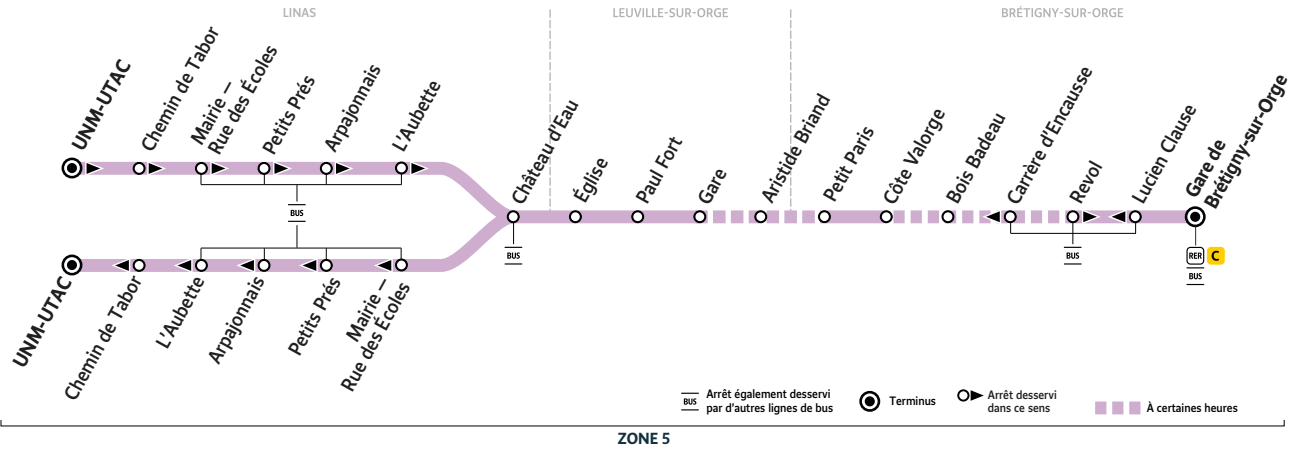 LINAS
LEUVILLE-SUR-ORGE
BRÉTIGNY-SUR-ORGE
UNM-UTAC
Chemin de Tabor
Mairie –
Rue des Écoles
Petits Prés
Arpajonnais
L'Aubette
Château d'Eau
Église
Paul Fort
Gare
Aristide Briand
Petit Paris
Côte Valorge
Bois Badeau
Carrère d'Encausse
Revol
Lucien Clause
Gare de
Brétigny-sur-Orge
BUS
BUS
BUS
RER C
BUS
UNM-UTAC
Chemin de Tabor
L'Aubette
Arpajonnais
Petits Prés
Mairie –
Rue des Écoles
BUS
Arrêt également desservi
par d'autres lignes de bus
Terminus
Arrêt desservi
dans ce sens
À certaines heures
ZONE 5